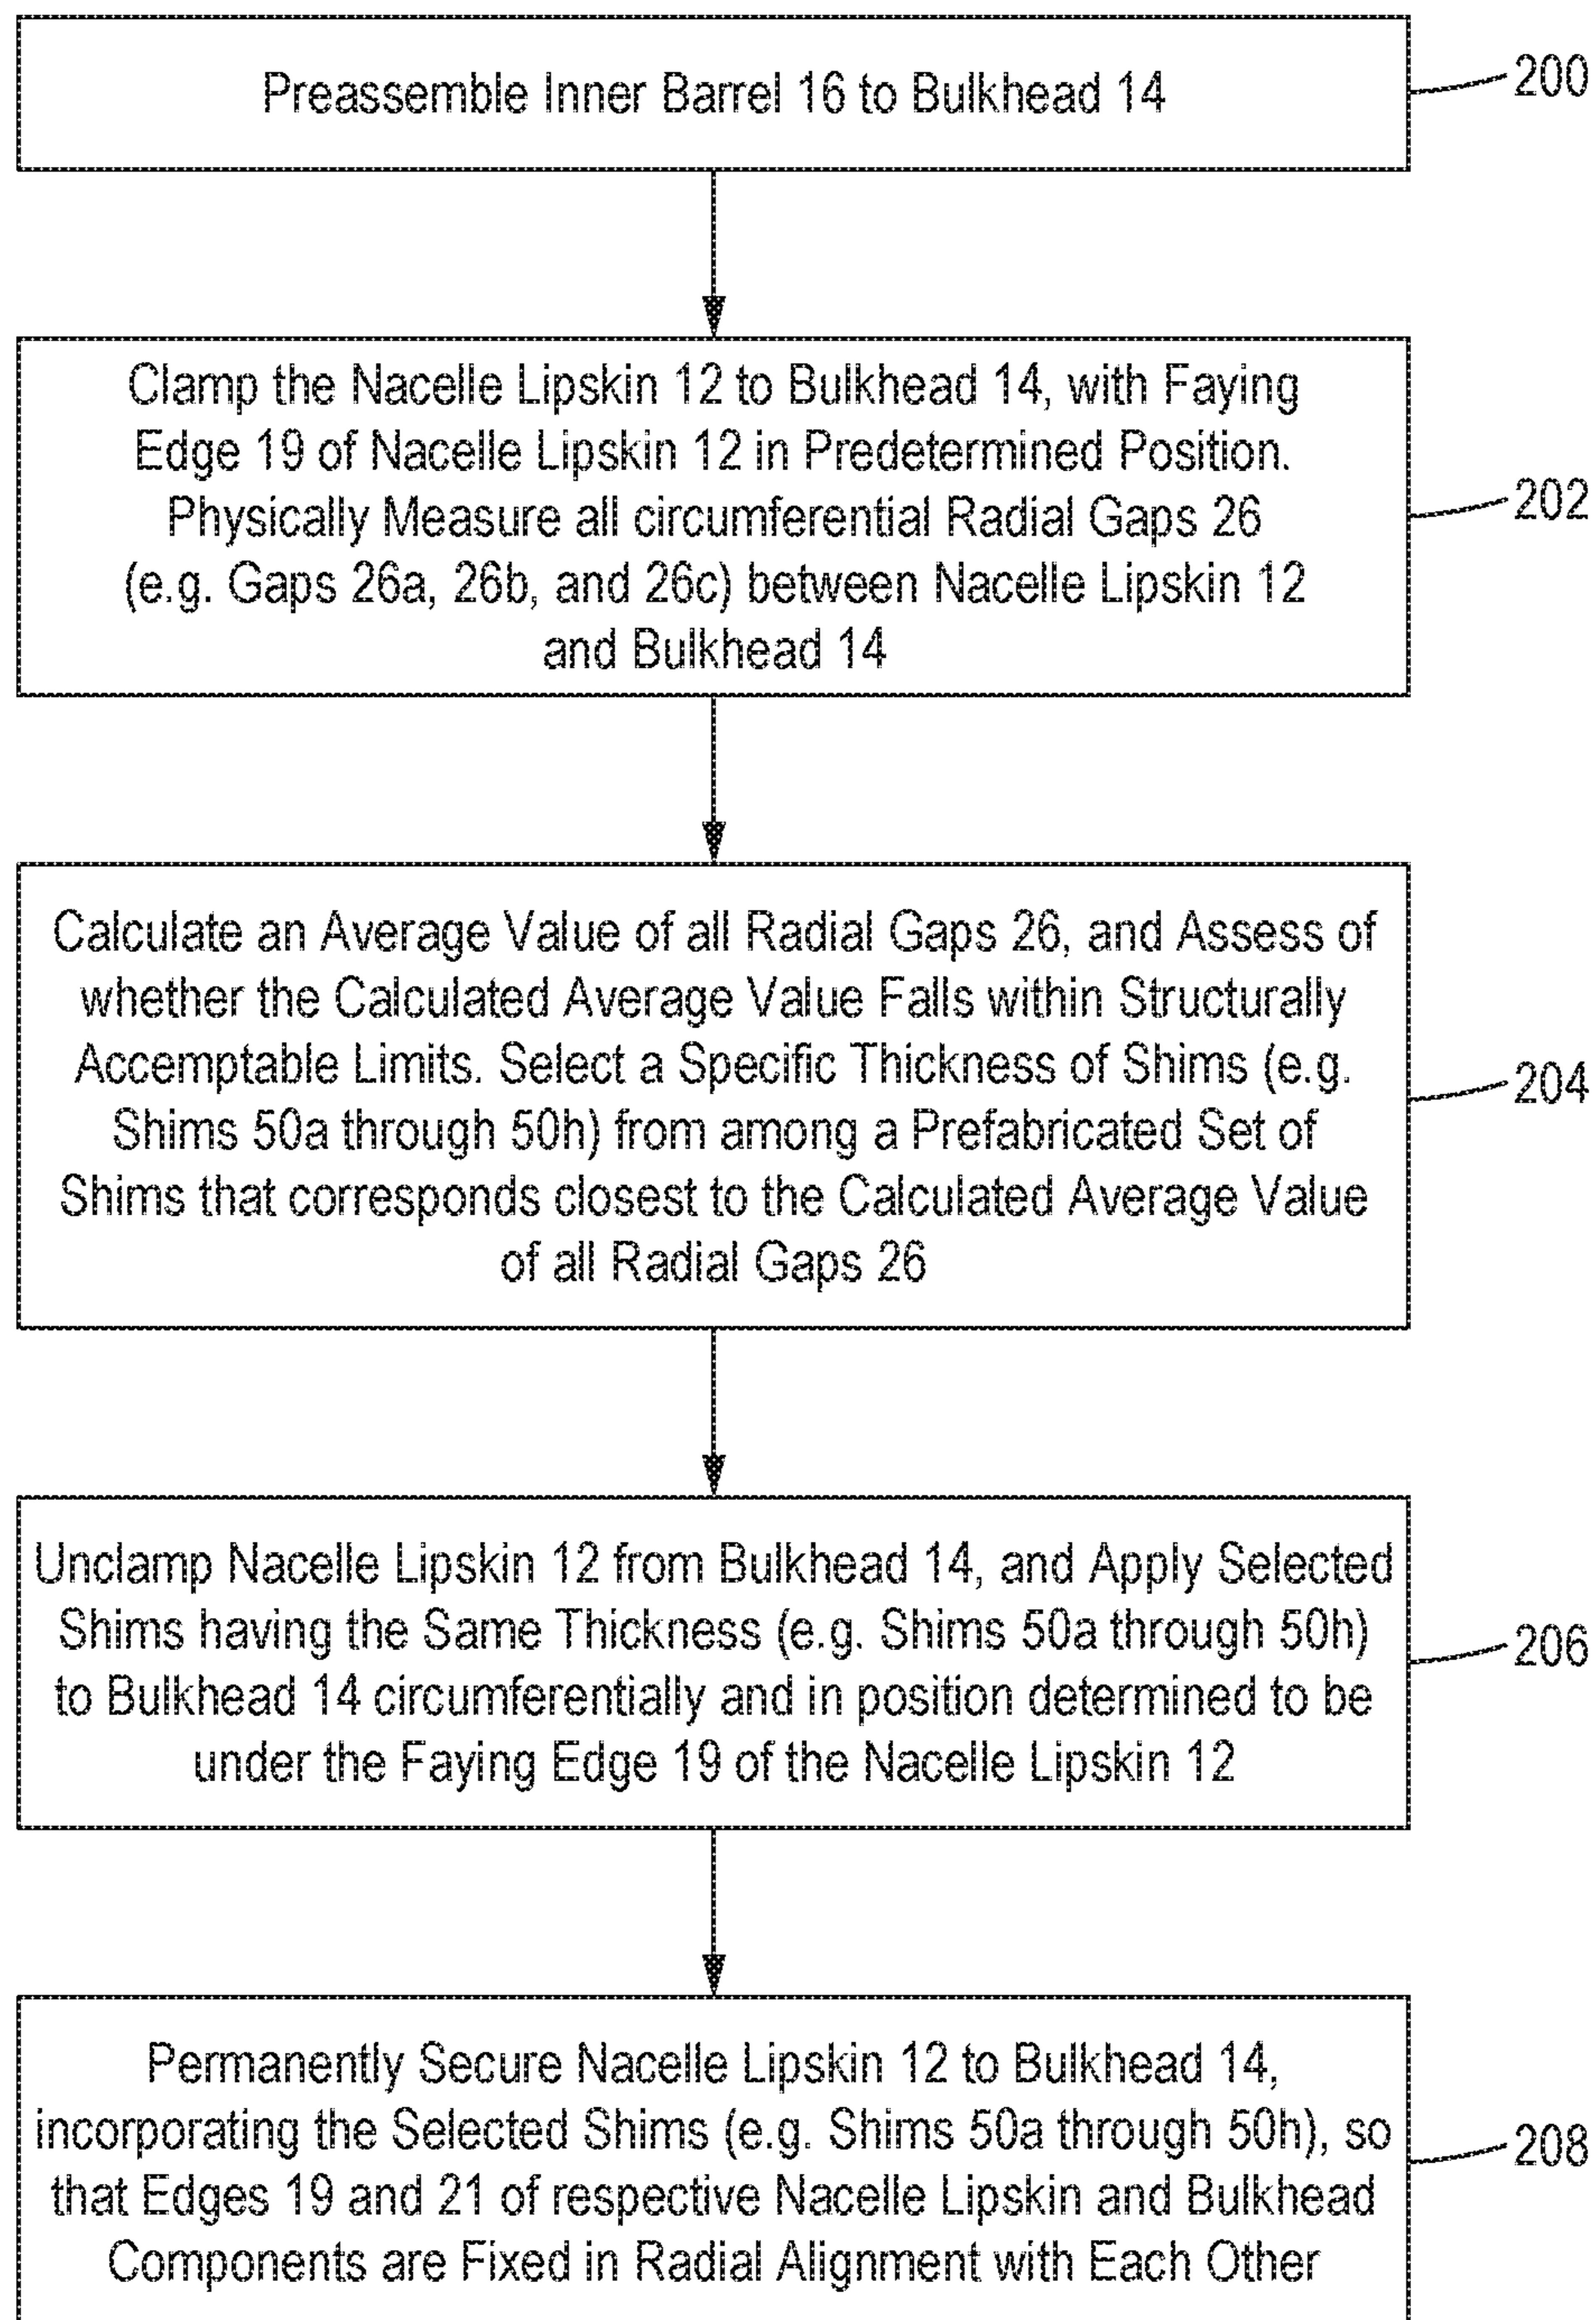 Preassemble Inner Barrel 16 to Bulkhead 14
200
Clamp the Nacelle Lipskin 12 to Bulkhead 14, with Faying
Edge 19 of Nacelle Lipskin 12 in Predetermined Position.
Physically Measure all circumferential Radial Gaps 26
(e.g. Gaps 26a, 26b, and 26c) between Nacelle Lipskin 12
and Bulkhead 14
202
Calculate an Average Value of all Radial Gaps 26, and Assess of
whether the Calculated Average Value Falls within Structurally
Accemptable Limits. Select a Specific Thickness of Shims (e.g.
Shims 50a through 50h) from among a Prefabricated Set of
Shims that corresponds closest to the Calculated Average Value
of all Radial Gaps 26
204
Unclamp Nacelle Lipskin 12 from Bulkhead 14, and Apply Selected
Shims having the Same Thickness (e.g. Shims 50a through 50h)
to Bulkhead 14 circumferentially and in position determined to be
under the Faying Edge 19 of the Nacelle Lipskin 12
206
Permanently Secure Nacelle Lipskin 12 to Bulkhead 14,
incorporating the Selected Shims (e.g. Shims 50a through 50h), so
that Edges 19 and 21 of respective Nacelle Lipskin and Bulkhead
Components are Fixed in Radial Alignment with Each Other
208